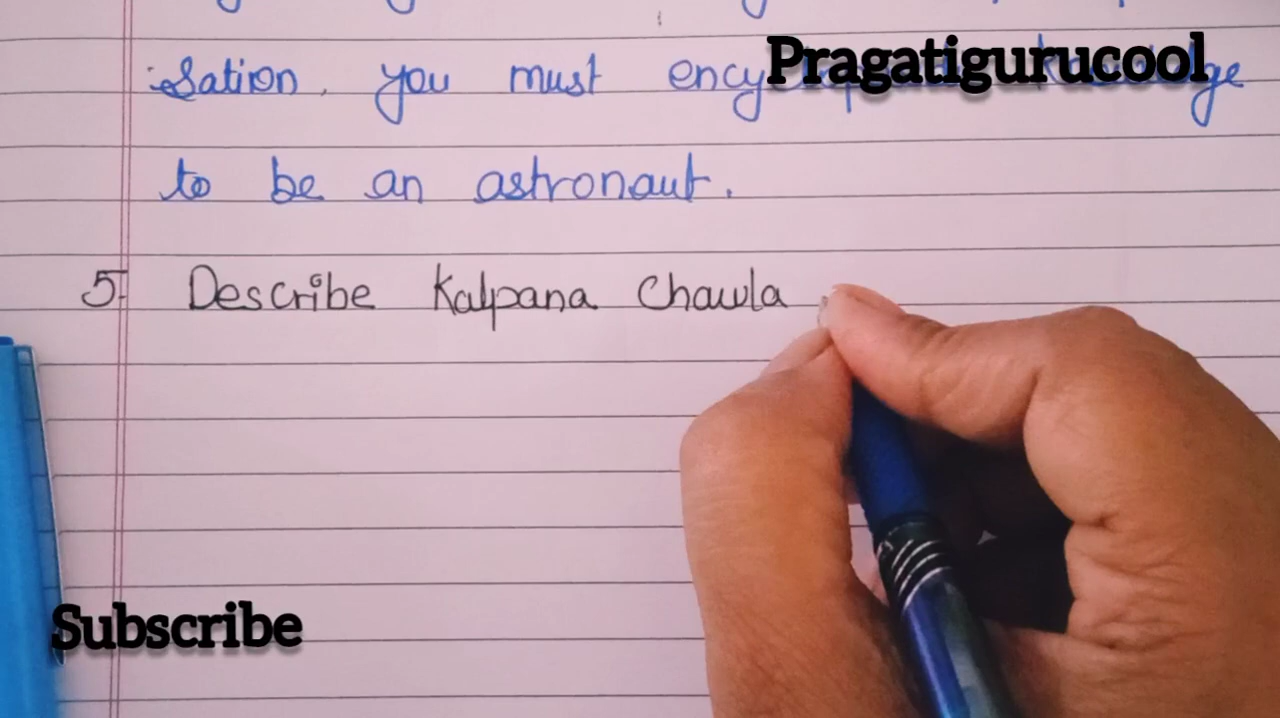 Sation. you must
Pragatigurucool
to be an astronaut.
5. Describe Kalpana Chawla
Subscribe